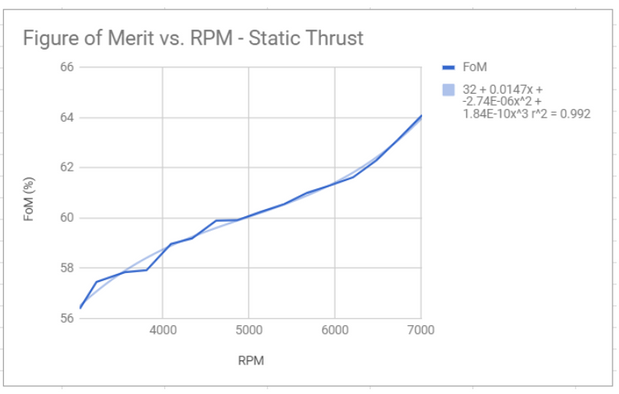 Figure of Merit vs. RPM - Static Thrust
66
64
62
60
58
56
FoM (%)
4000 5000 6000 7000
RPM
FoM
32 + 0.0147x +
-2.74E-06x^2 +
1.84E-10x^3 r^2 = 0.992